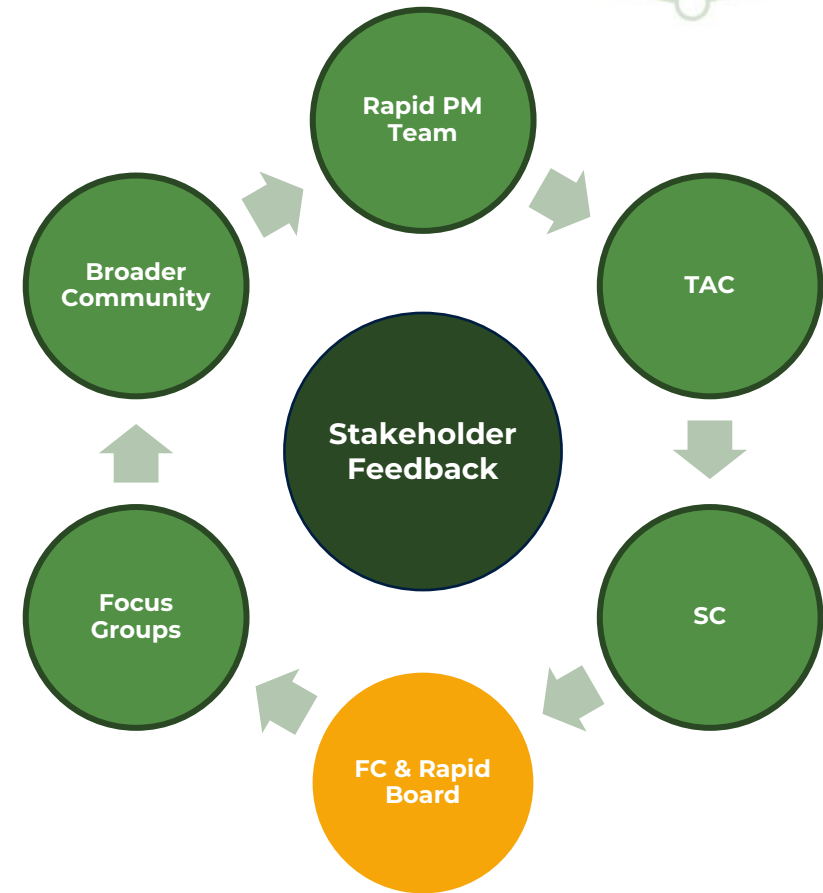 Rapid PM
Team
TAC
SC
FC & Rapid
Board
Focus
Groups
Broader
Community
Stakeholder
Feedback